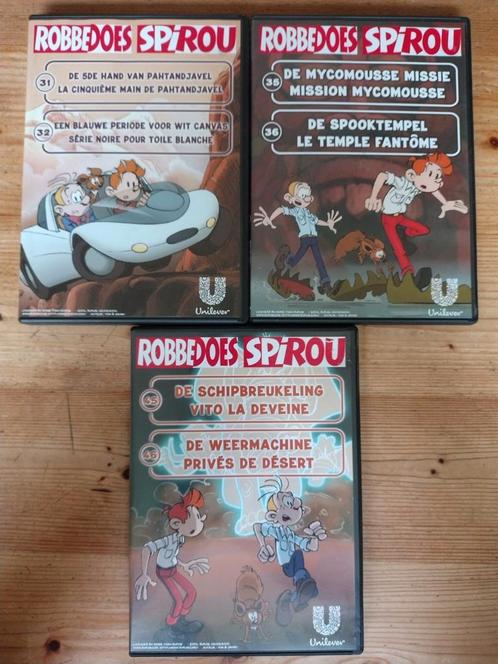 ROBBEDOES SPIROU
31
DE 5DE HAND VAN PAHTANDJAVEL
LA CINQUIÈME MAIN DE PAHTANDJAVEL
32
EEN BLAUWE PERIODE VOOR WIT CANVAS
SÉRIE NOIRE POUR TOILE BLANCHE
Unilever
ROBBEDOES SPIROU
35
DE MYCOMOUSSE MISSIE
MISSION MYCOMOUSSE
36
DE SPOOKTEMPEL
LE TEMPLE FANTÔME
Unilever
ROBBEDOES SPIROU
45
DE SCHIPBREUKELING
VITO LA DEVEINE
46
DE WEERMACHINE
PRIVÉS DE DÉSERT
Unilever